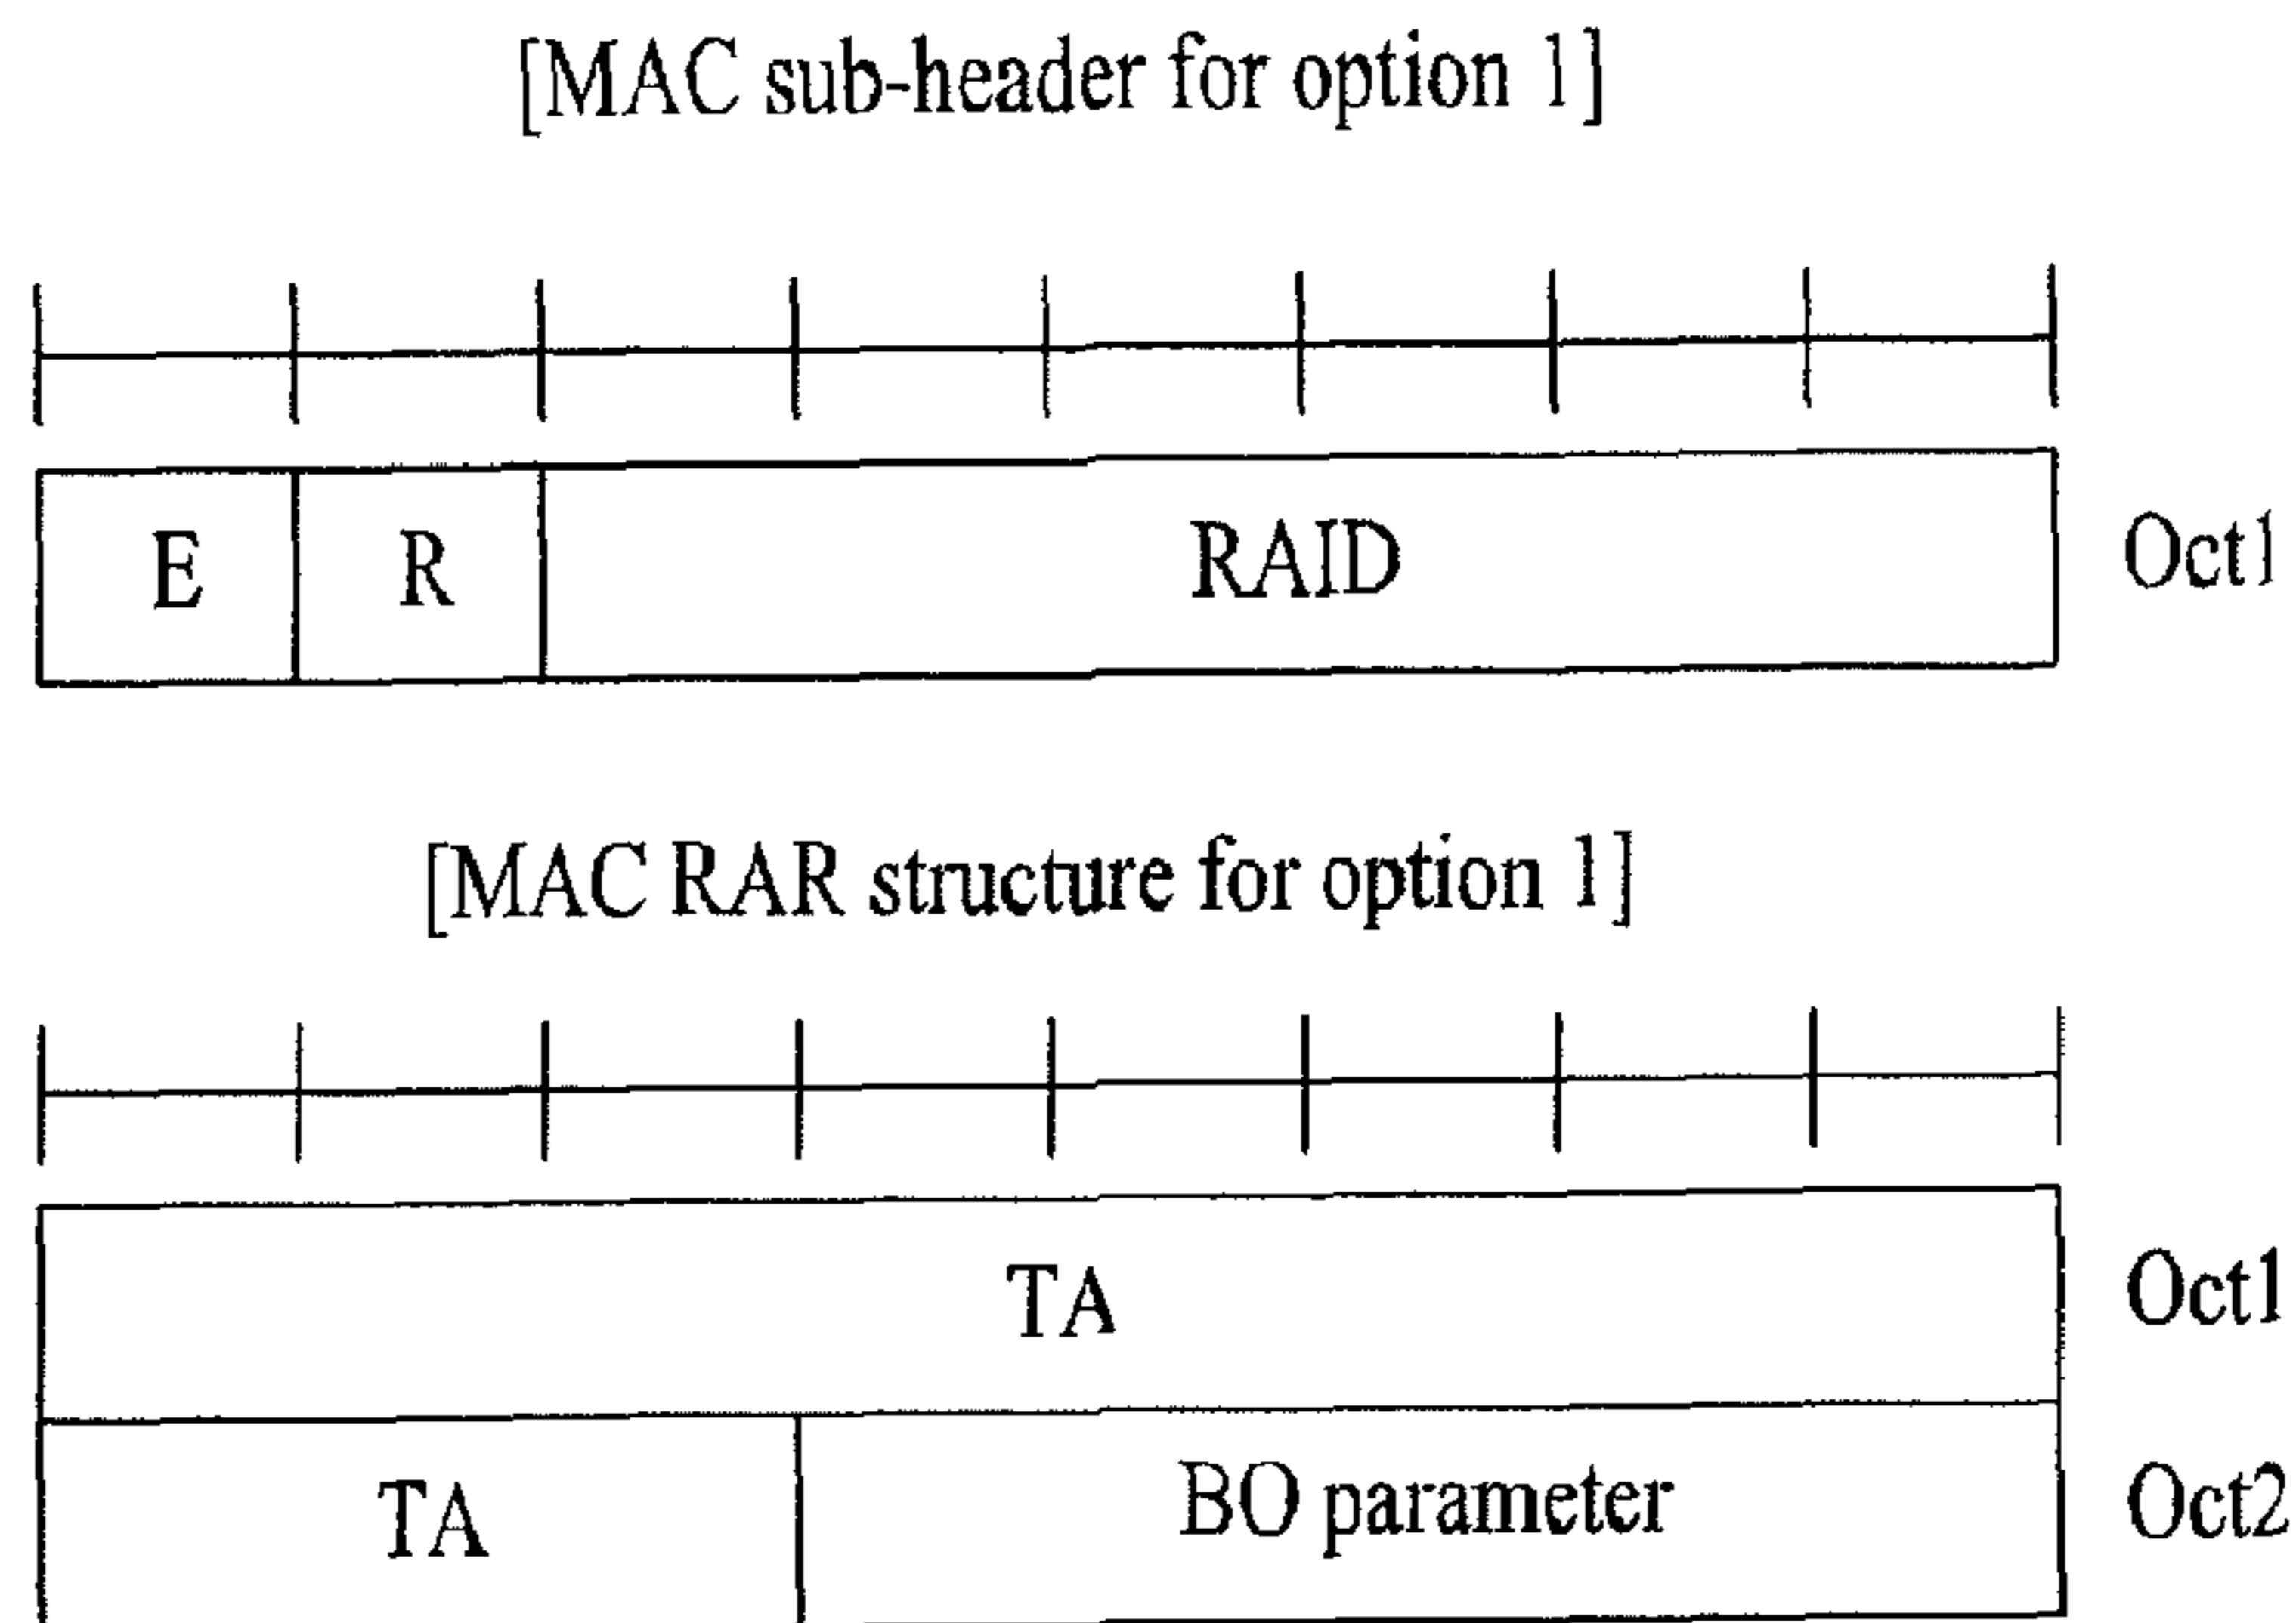 [MAC sub-header for option 1]
E R RAID Oct1
[MAC RAR structure for option 1]
TA Oct1
TA BO parameter Oct2